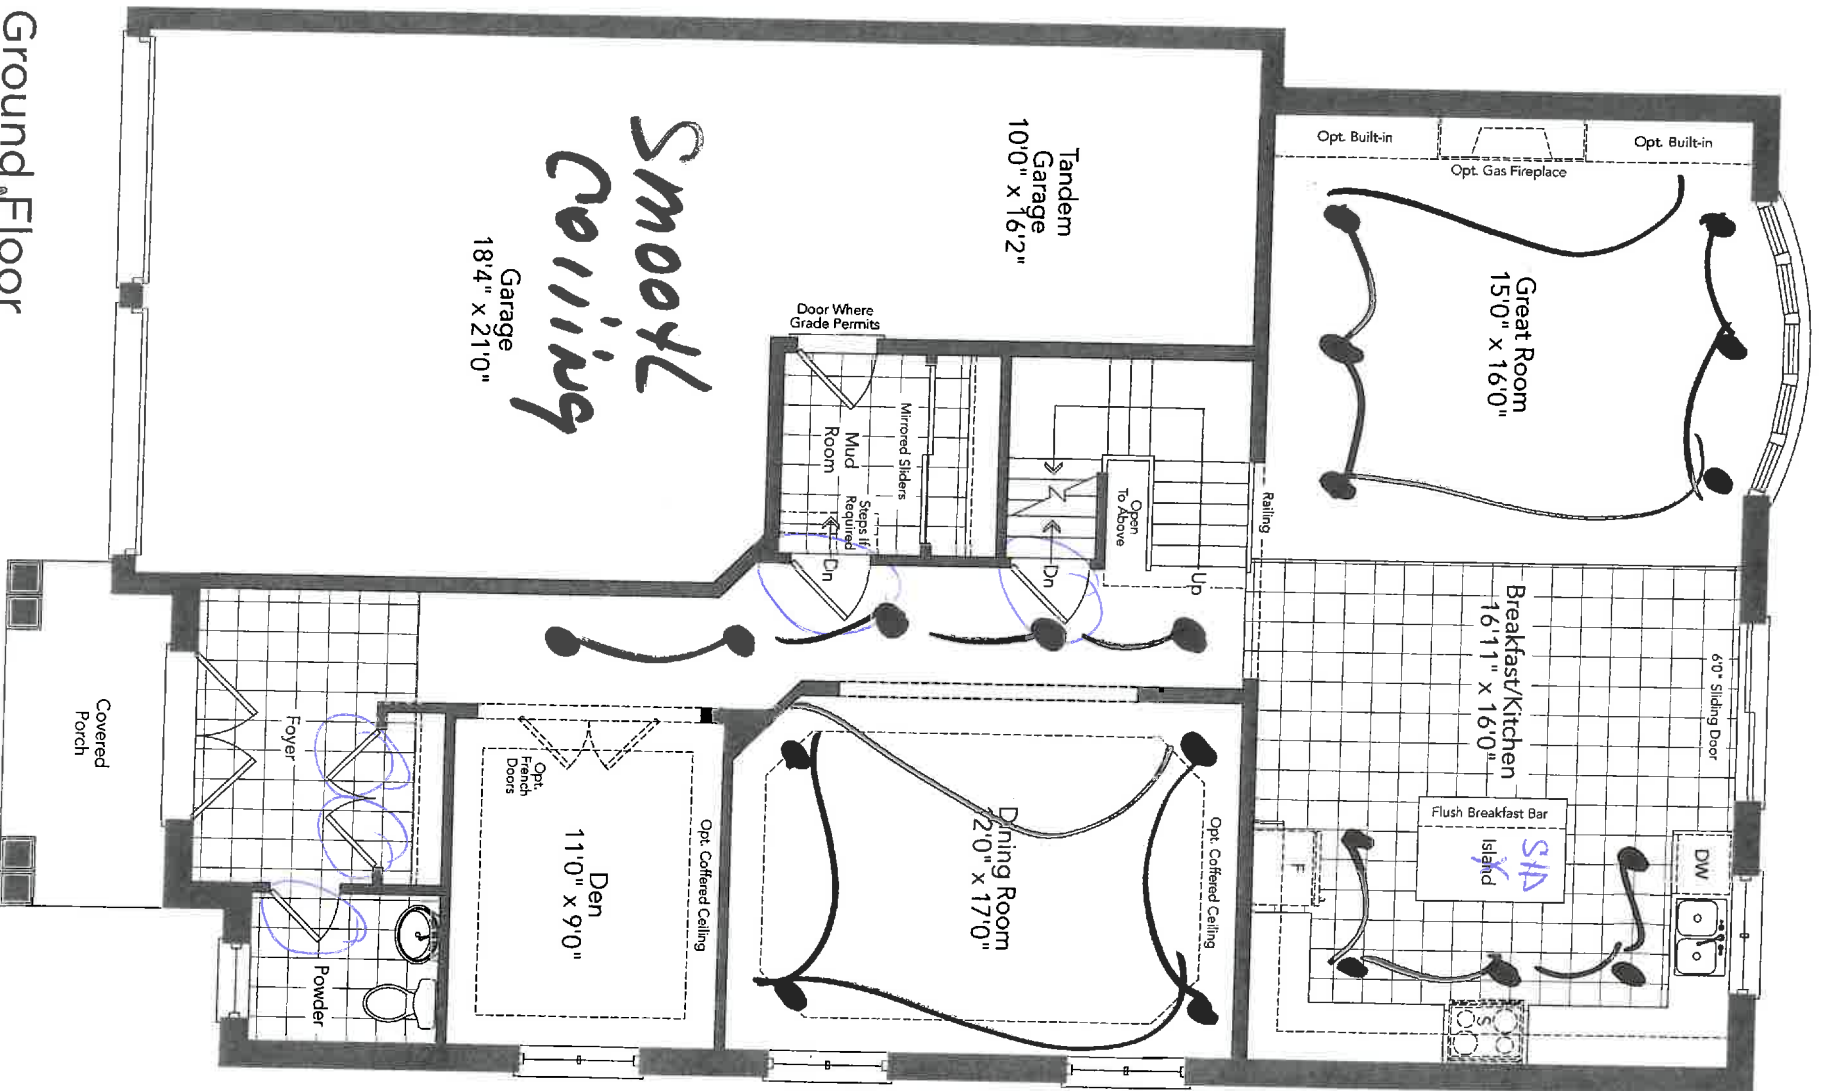 Ground Floor
Opt. Built-in
Opt. Built-in
Opt. Gas Fireplace
Great Room
15'0" x 16'0"
Tandem
Garage
10'0" x 16'2"
Smooth
Ceiling
Garage
18'4" x 21'0"
Door Where
Grade Permits
Mirrored Sliders
Mud
Room
Steps If
Required
Dn
Dn
Open
To Above
Up
Railing
Breakfast/Kitchen
16'11" x 16'0"
6'0" Sliding Door
Flush Breakfast Bar
Island
STD
DW
F
S
Opt. Coffered Ceiling
Dining Room
2'0" x 17'0"
Opt. Coffered Ceiling
Den
11'0" x 9'0"
Opt.
French
Doors
Foyer
Powder
Covered
Porch